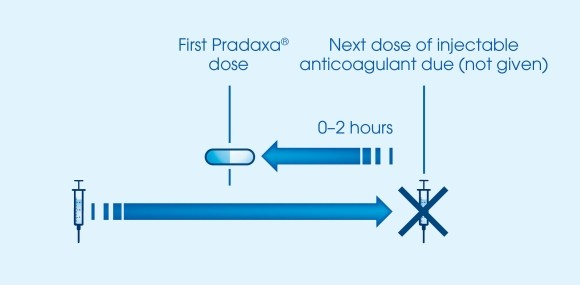 First Pradaxa®
dose
Next dose of injectable
anticoagulant due (not given)
0–2 hours